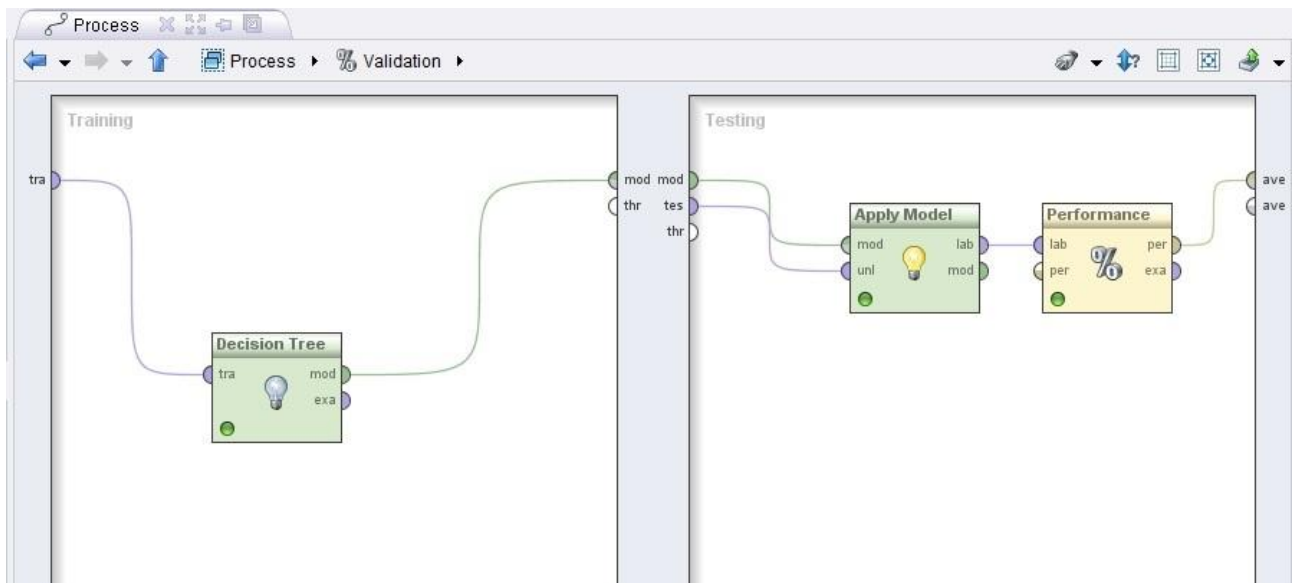 Process
Process Validation
Training
tra
mod
thr
Decision Tree
tra mod
exa
Testing
mod
tes
thr
Apply Model
mod lab
unl mod
Performance
% 
lab per
per exa
ave
ave